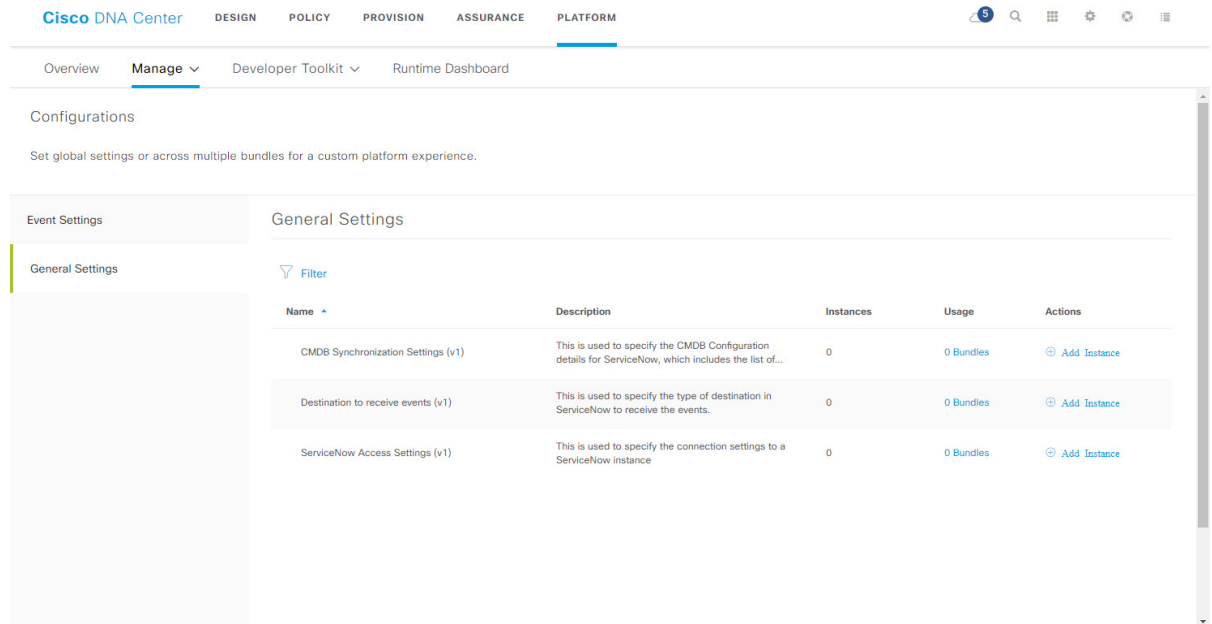 Cisco DNA Center DESIGN POLICY PROVISION ASSURANCE PLATFORM 5
Overview Manage Developer Toolkit Runtime Dashboard
Configurations
Set global settings or across multiple bundles for a custom platform experience.
Event Settings
General Settings
General Settings
Filter
Name Description Instances Usage Actions
CMDB Synchronization Settings (v1)
This is used to specify the CMDB Configuration
details for ServiceNow, which includes the list of...
0 0 Bundles Add Instance
Destination to receive events (v1)
This is used to specify the type of destination in
ServiceNow to receive the events.
0 0 Bundles Add Instance
ServiceNow Access Settings (v1)
This is used to specify the connection settings to a
ServiceNow instance
0 0 Bundles Add Instance